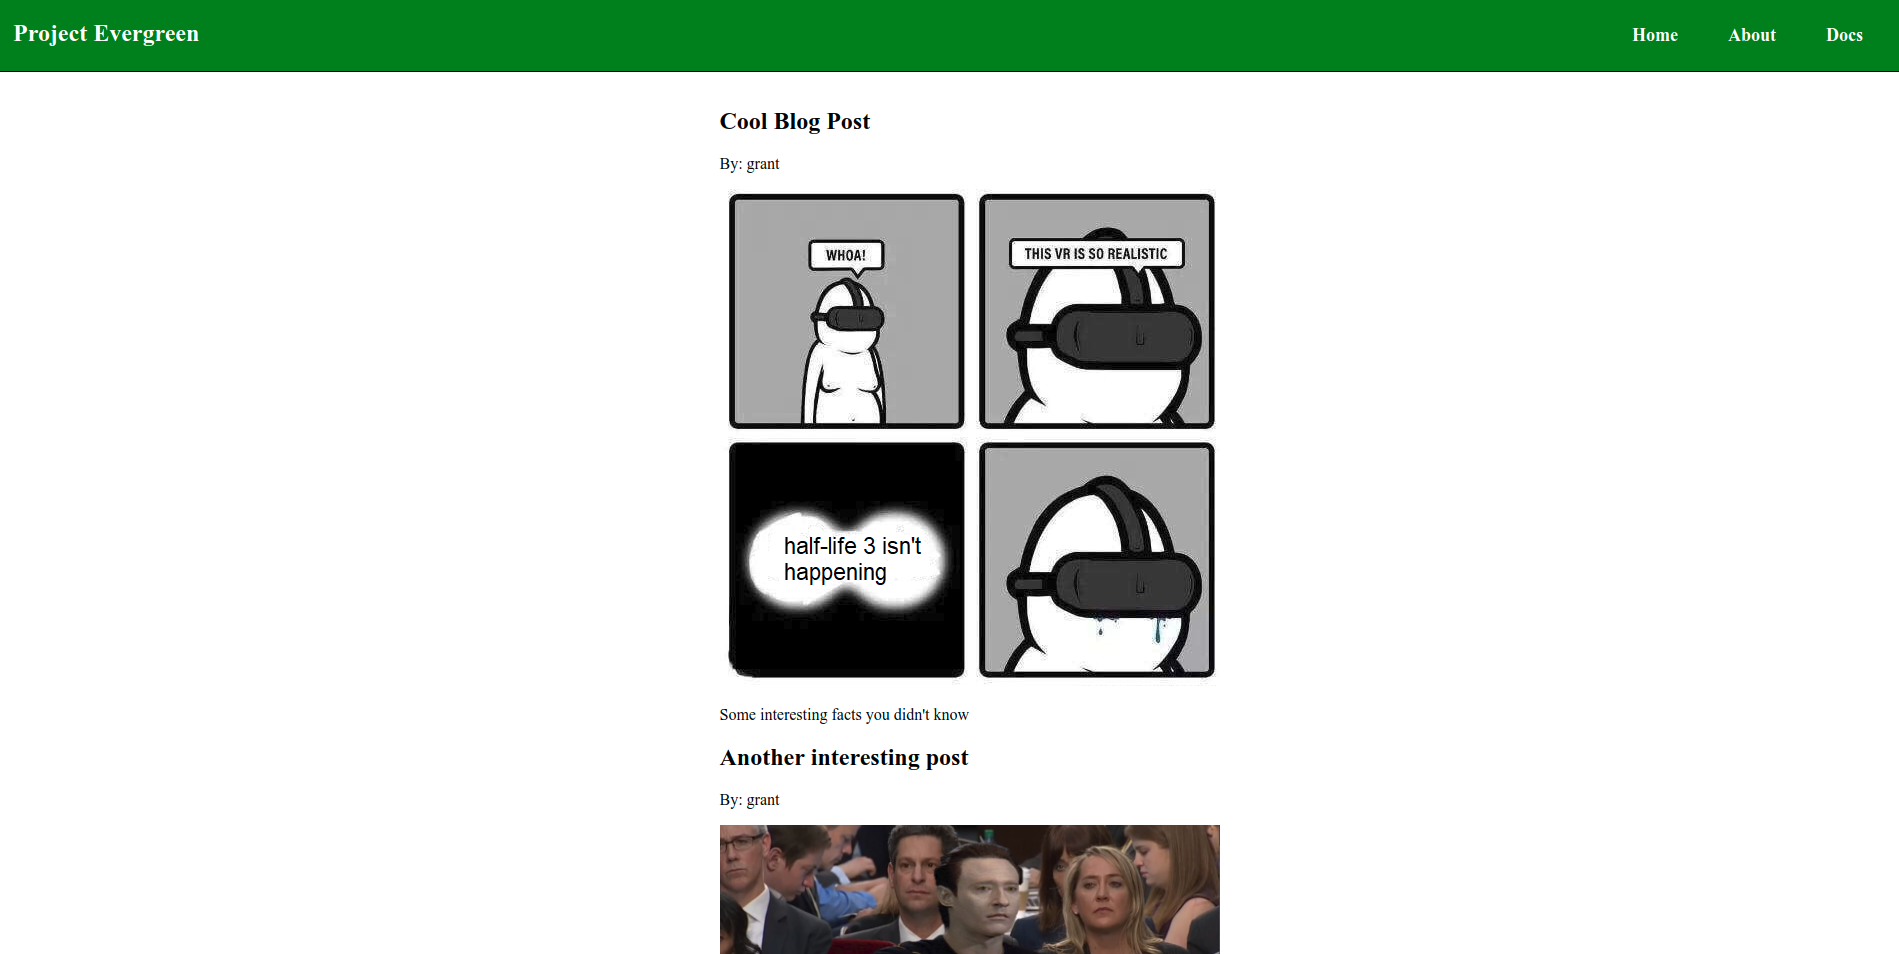 Project Evergreen
Home
About
Docs
Cool Blog Post
By: grant
WHOA!
THIS VR IS SO REALISTIC
half-life 3 isn't
happening
Some interesting facts you didn't know
Another interesting post
By: grant